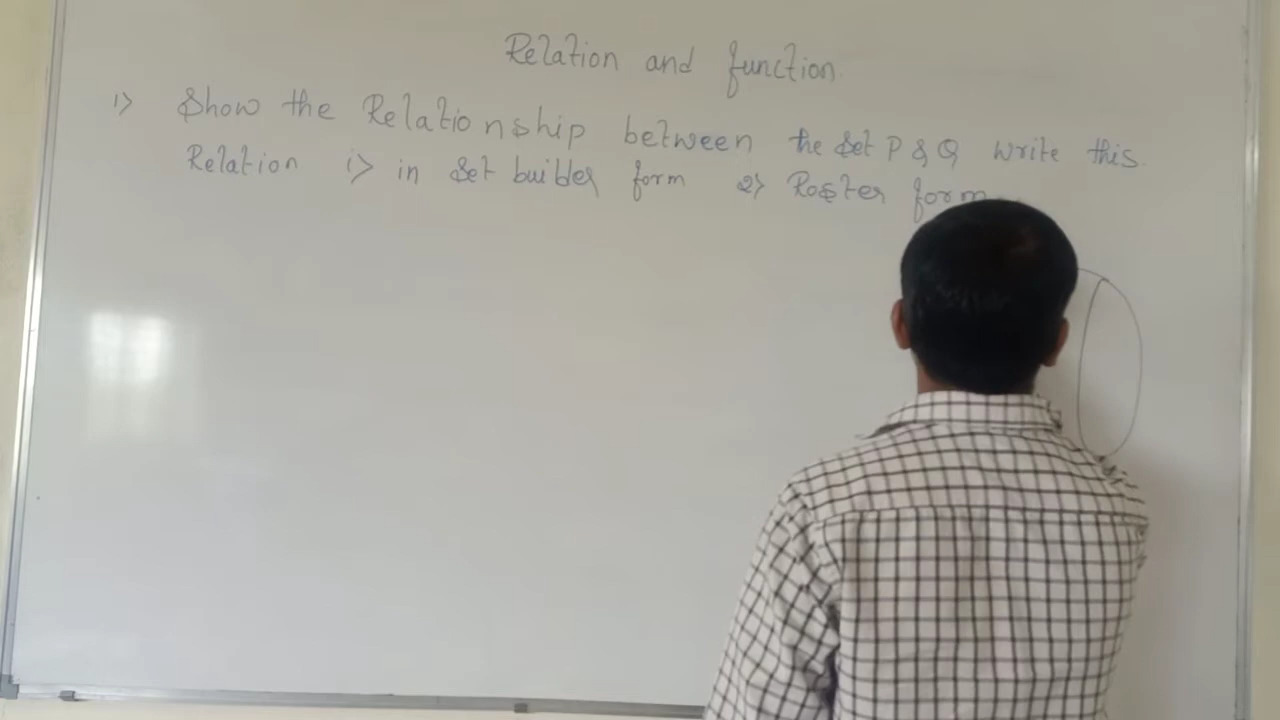 Relation and function.
1) Show the Relationship between the set P & Q write this
Relation 1) in set builder form 2) Roster form